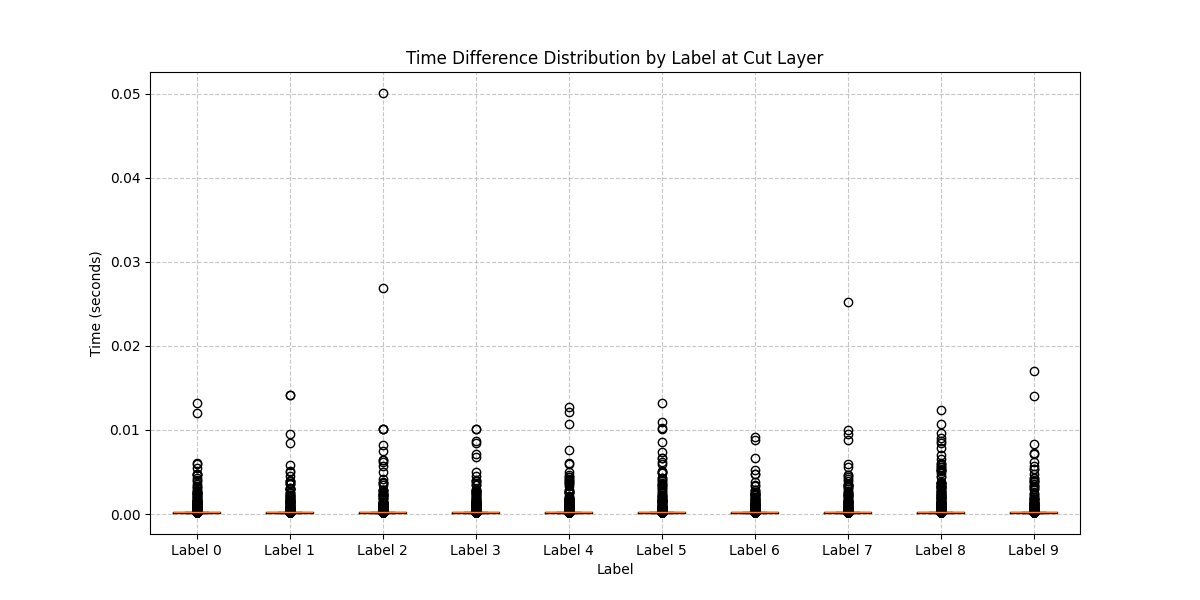 Time Difference Distribution by Label at Cut Layer
0.05
0.04
0.03
0.02
0.01
0.00
Time (seconds)
Label 0 Label 1 Label 2 Label 3 Label 4 Label 5 Label 6 Label 7 Label 8 Label 9
Label